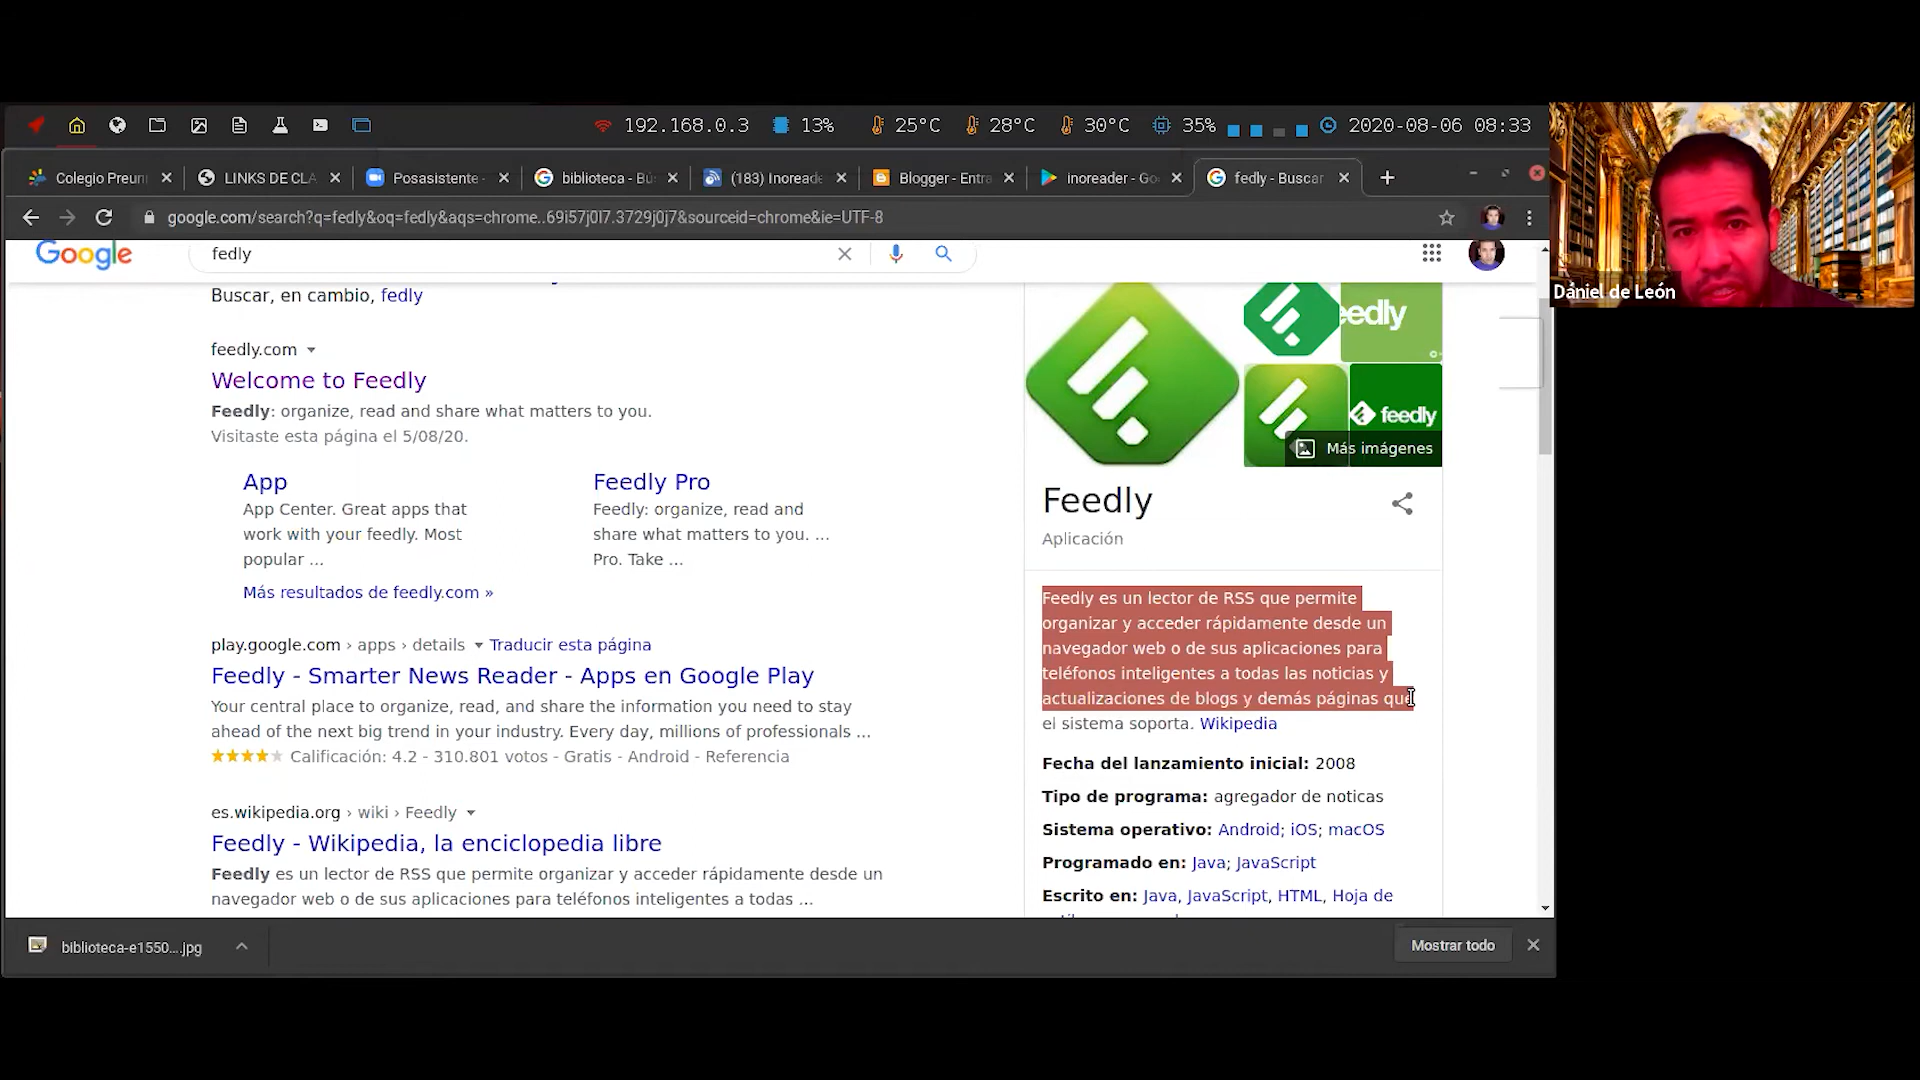 192.168.0.3 13% 25°C 28°C 30°C 35% 2020-08-06 08:33
Colegio Preun
LINKS DE CLA
Posasistente -
biblioteca - Bú
(183) Inoreade
Blogger - Entra
inoreader - Go
fedly - Buscar
google.com/search?q=fedly&oq=fedly&aqs=chrome..69i57j0l7.3729j0j7&sourceid=chrome&ie=UTF-8
Google
fedly
Buscar, en cambio, fedly
feedly.com
Welcome to Feedly
Feedly: organize, read and share what matters to you.
Visitaste esta página el 5/08/20.
App
App Center. Great apps that
work with your feedly. Most
popular ...
Feedly Pro
Feedly: organize, read and
share what matters to you. ...
Pro. Take ...
Más resultados de feedly.com »
play.google.com › apps › details Traducir esta página
Feedly - Smarter News Reader - Apps en Google Play
Your central place to organize, read, and share the information you need to stay
ahead of the next big trend in your industry. Every day, millions of professionals ...
Calificación: 4.2 - 310.801 votos - Gratis - Android - Referencia
es.wikipedia.org › wiki › Feedly
Feedly - Wikipedia, la enciclopedia libre
Feedly es un lector de RSS que permite organizar y acceder rápidamente desde un
navegador web o de sus aplicaciones para teléfonos inteligentes a todas ...
eedly
feedly
Más imágenes
Feedly
Aplicación
Feedly es un lector de RSS que permite
organizar y acceder rápidamente desde un
navegador web o de sus aplicaciones para
teléfonos inteligentes a todas las noticias y
actualizaciones de blogs y demás páginas que
el sistema soporta. Wikipedia
Fecha del lanzamiento inicial: 2008
Tipo de programa: agregador de noticas
Sistema operativo: Android; iOS; macOS
Programado en: Java; JavaScript
Escrito en: Java, JavaScript, HTML, Hoja de
biblioteca-e1550....jpg
Mostrar todo
Dániel de León